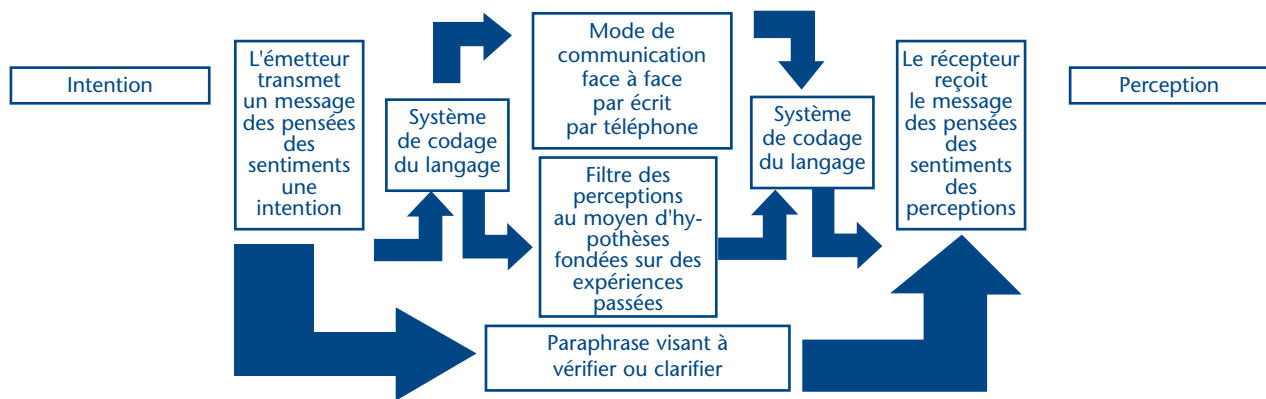 Intention
L'émetteur
transmet
un message
des pensées
des
sentiments
une
intention
Système
de codage
du langage
Mode de
communication
face à face
par écrit
par téléphone
Filtre des
perceptions
au moyen d'hy-
pothèses
fondées sur des
expériences
passées
Paraphrase visant à
vérifier ou clarifier
Système
de codage
du langage
Le récepteur
reçoit
le message
des pensées
des
sentiments
des
perceptions
Perception